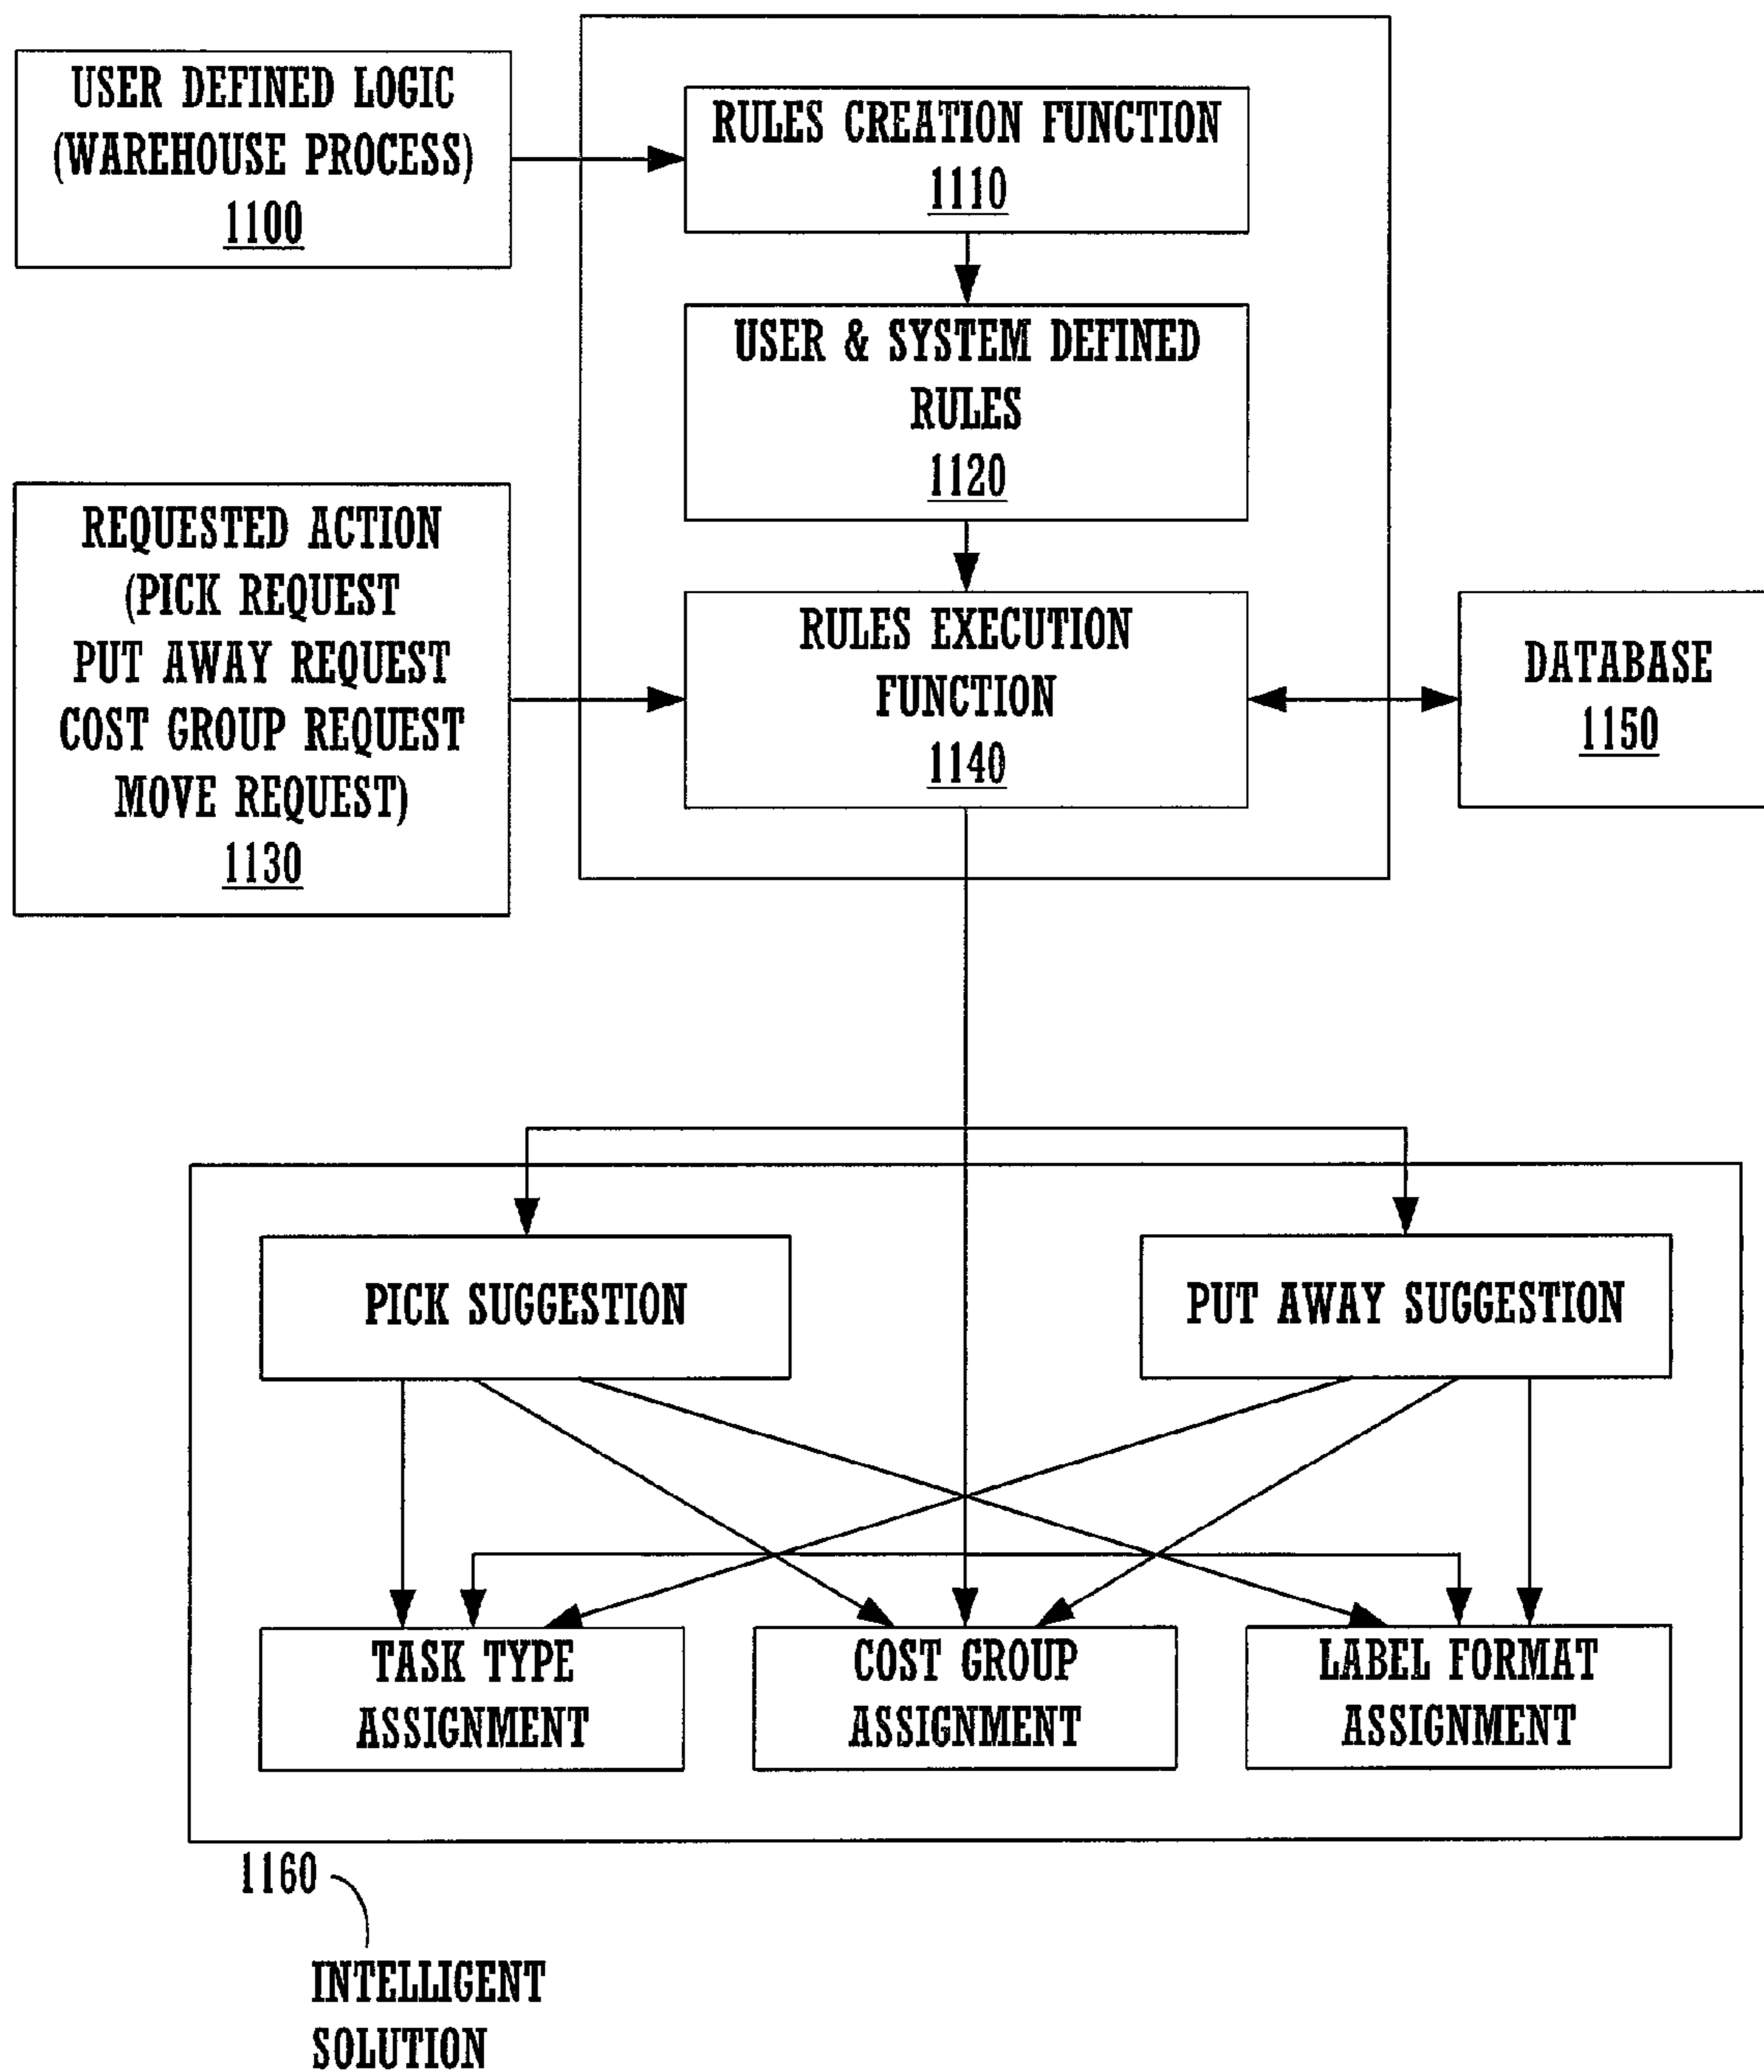 USER DEFINED LOGIC
(WAREHOUSE PROCESS)
1100
RULES CREATION FUNCTION
1110
USER & SYSTEM DEFINED
RULES
1120
REQUESTED ACTION
(PICK REQUEST
PUT AWAY REQUEST
COST GROUP REQUEST
MOVE REQUEST)
1130
RULES EXECUTION
FUNCTION
1140
DATABASE
1150
PICK SUGGESTION
PUT AWAY SUGGESTION
TASK TYPE
ASSIGNMENT
COST GROUP
ASSIGNMENT
LABEL FORMAT
ASSIGNMENT
1160
INTELLIGENT
SOLUTION